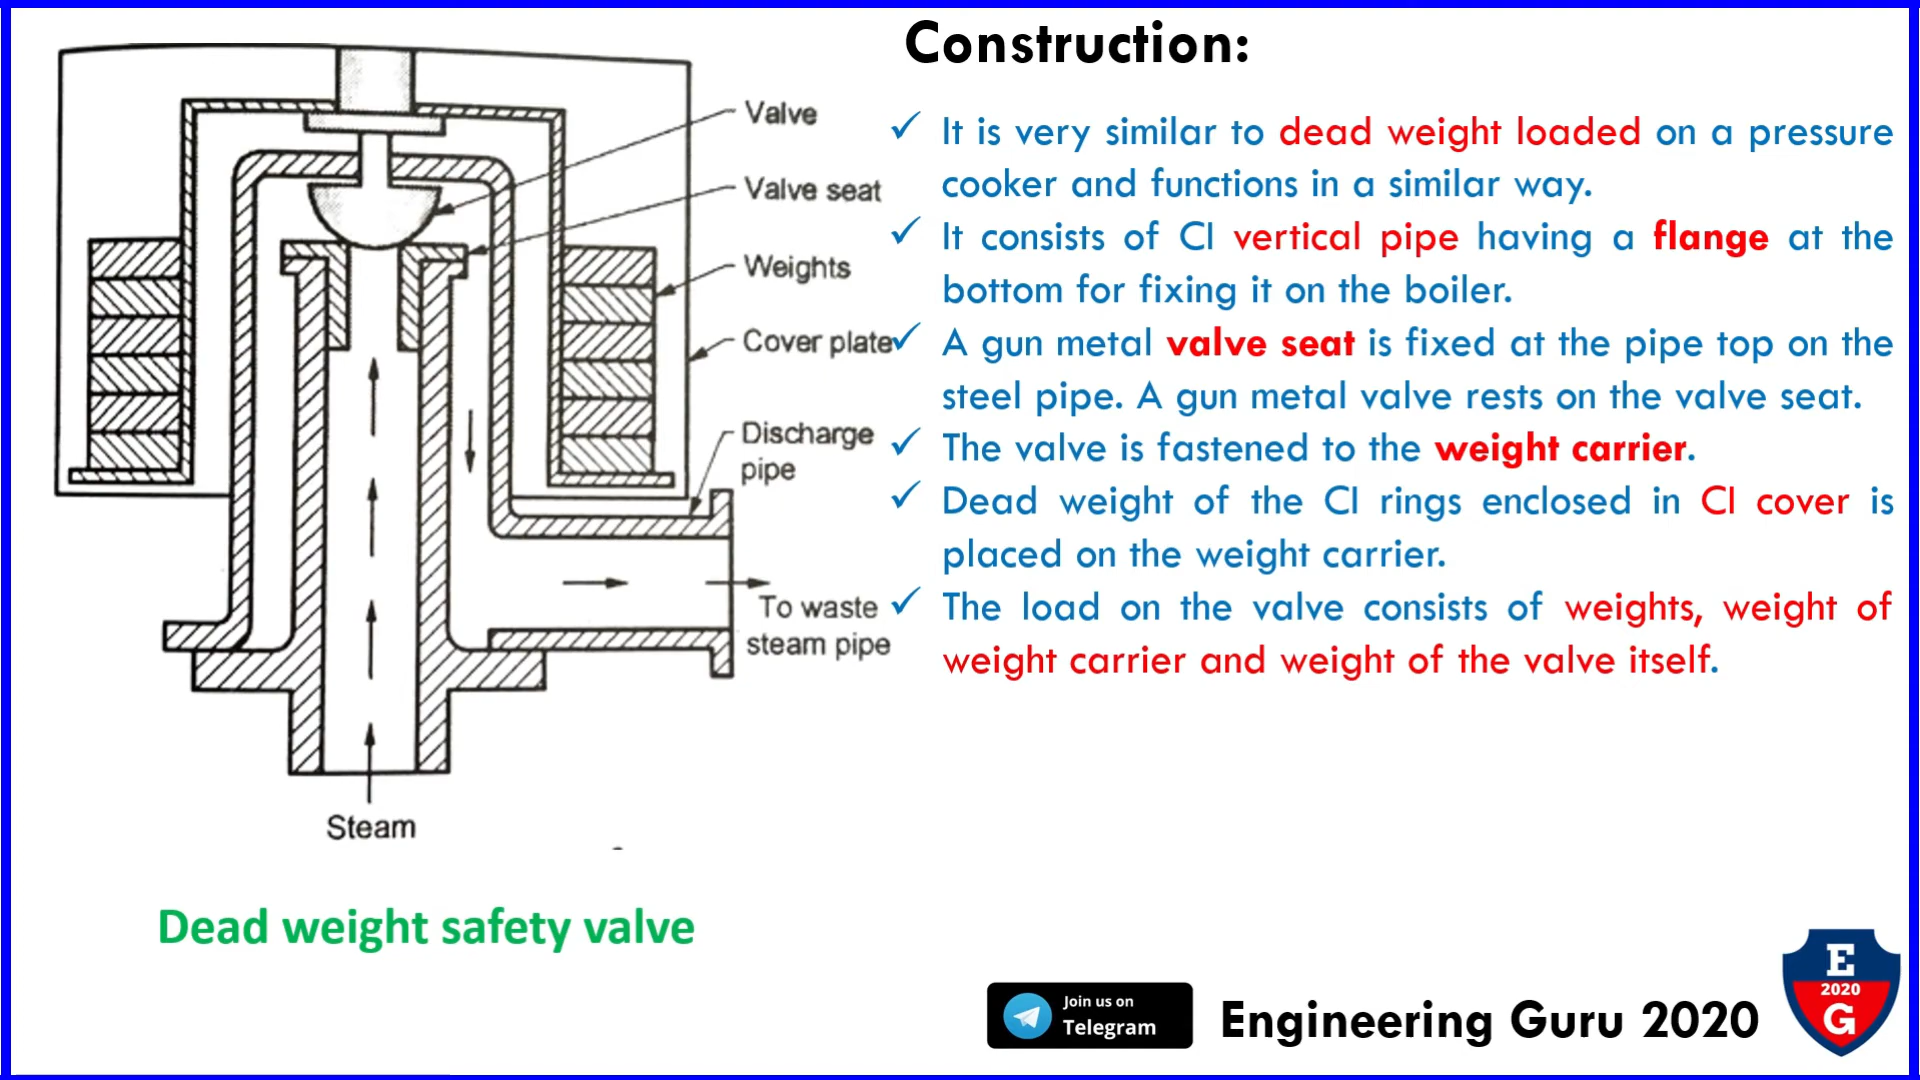 Construction:
Valve
Valve seat
Weights
Cover plate
Discharge
pipe
To waste
steam pipe
Steam
Dead weight safety valve
✓ It is very similar to dead weight loaded on a pressure
cooker and functions in a similar way.
✓ It consists of CI vertical pipe having a flange at the
bottom for fixing it on the boiler.
✓ A gun metal valve seat is fixed at the pipe top on the
steel pipe. A gun metal valve rests on the valve seat.
✓ The valve is fastened to the weight carrier.
✓ Dead weight of the CI rings enclosed in CI cover is
placed on the weight carrier.
✓ The load on the valve consists of weights, weight of
weight carrier and weight of the valve itself.
Join us on
Telegram
Engineering Guru 2020
E
2020
G